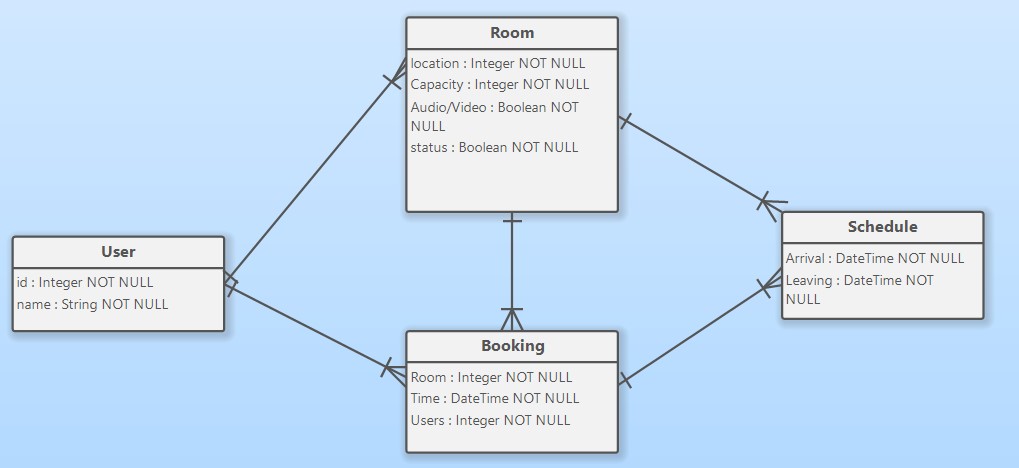 Room
location : Integer NOT NULL
Capacity : Integer NOT NULL
Audio/Video : Boolean NOT
NULL
status : Boolean NOT NULL
User
id : Integer NOT NULL
name : String NOT NULL
Schedule
Arrival : DateTime NOT NULL
Leaving : DateTime NOT
NULL
Booking
Room : Integer NOT NULL
Time : DateTime NOT NULL
Users : Integer NOT NULL